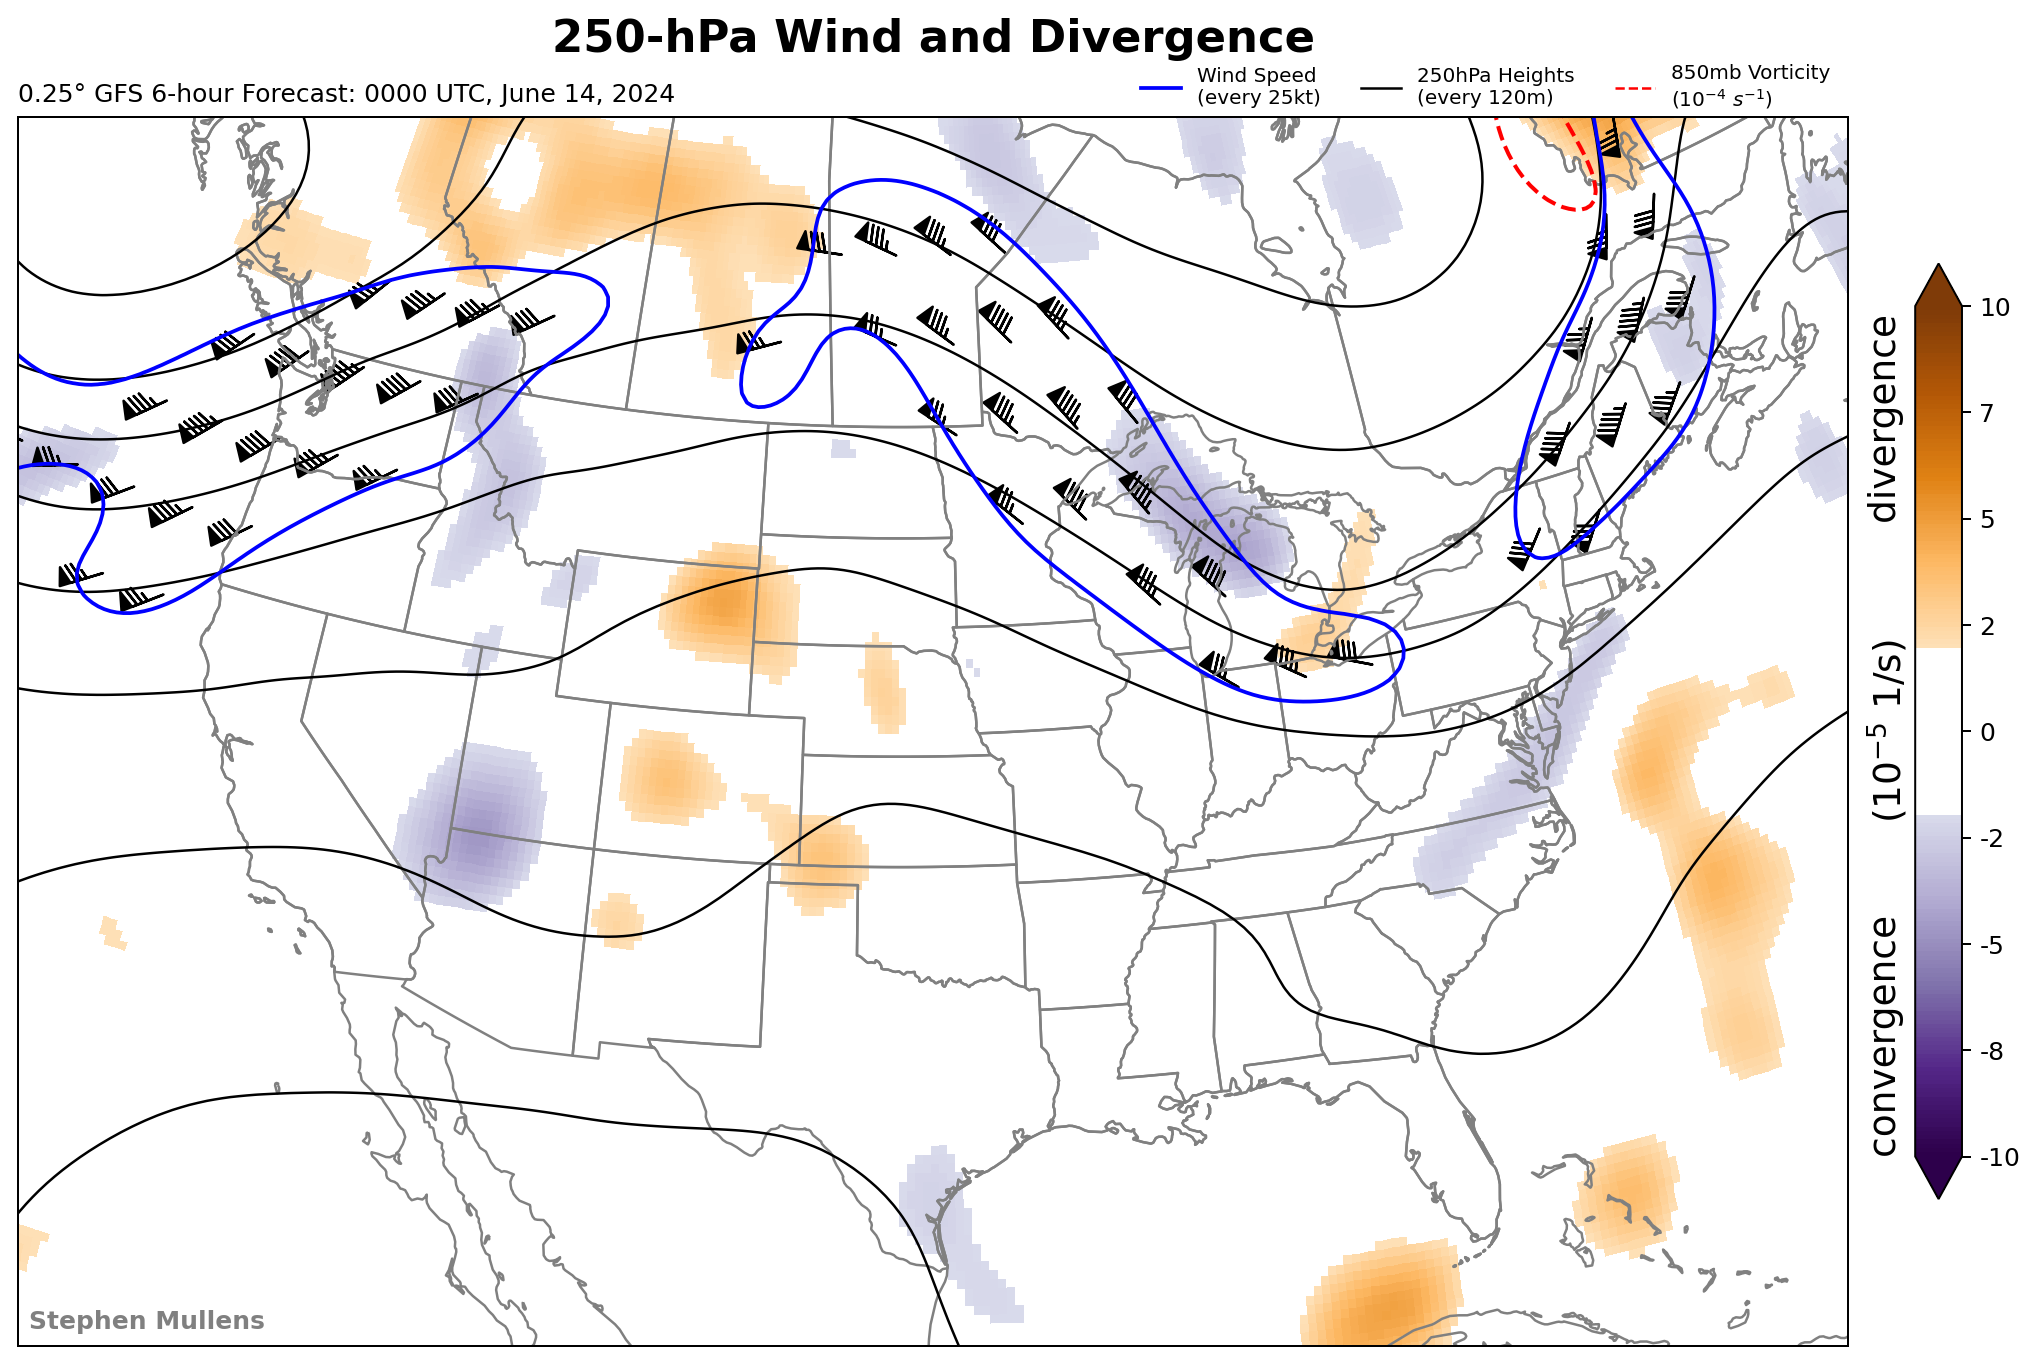 250-hPa Wind and Divergence
0.25° GFS 6-hour Forecast: 0000 UTC, June 14, 2024
Wind Speed
(every 25kt)
250hPa Heights
(every 120m)
850mb Vorticity
(10⁻⁴ s⁻¹)
10
7
5
2
0
-2
-5
-8
-10
convergence (10⁻⁵ 1/s) divergence
Stephen Mullens